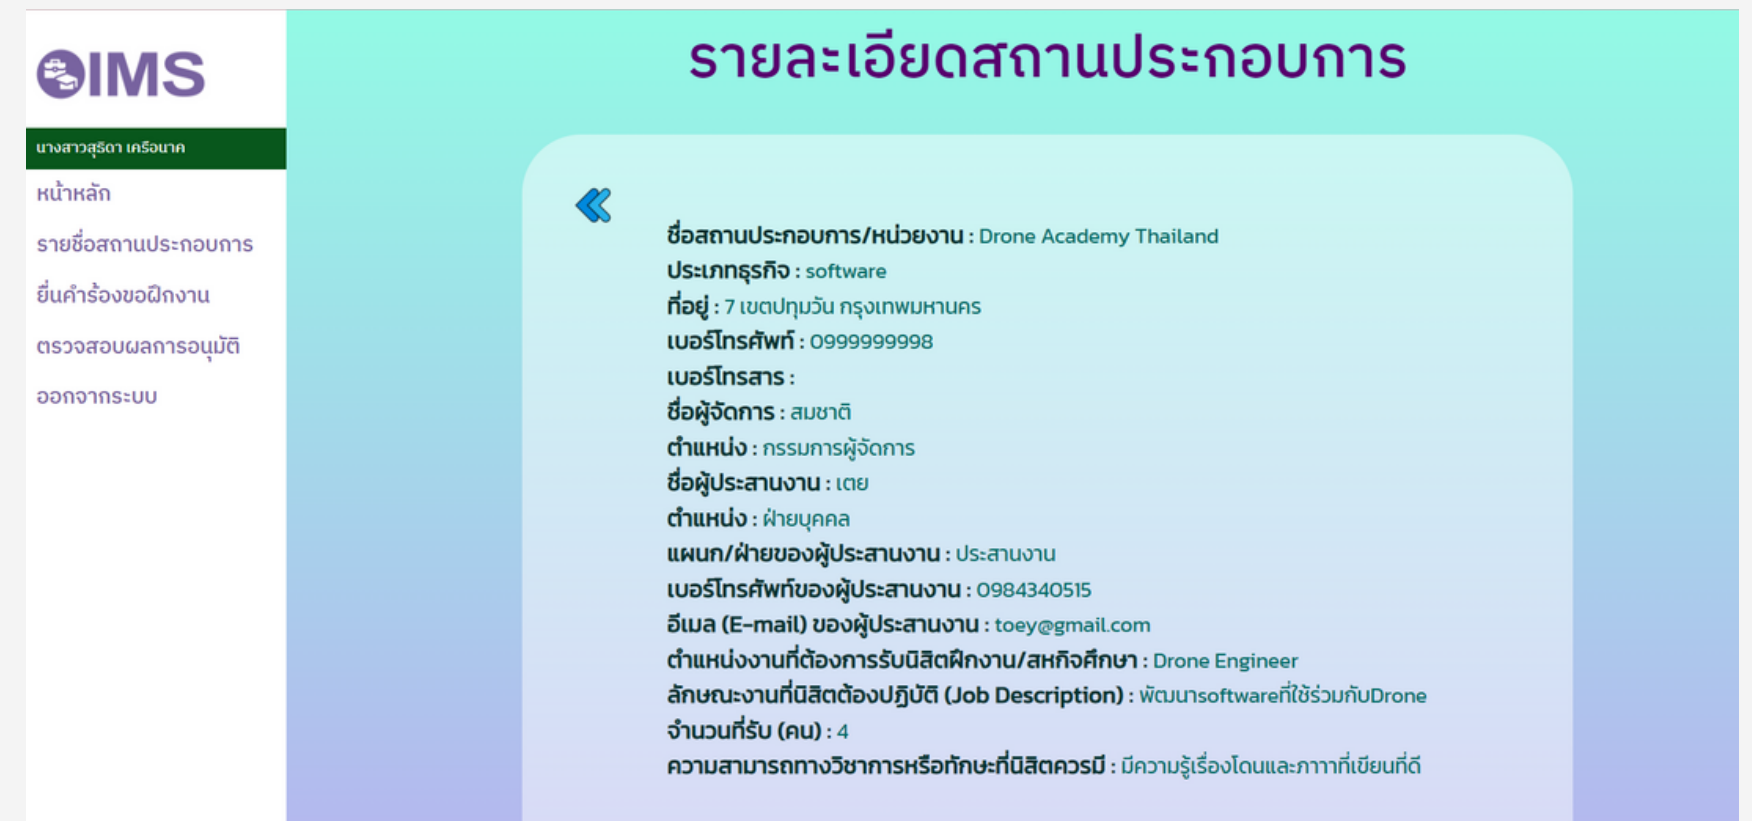 IMS
รายละเอียดสถานประกอบการ
นางสาวสุธิดา เครือนาค
หน้าหลัก
รายชื่อสถานประกอบการ
ยื่นคำร้องขอฝึกงาน
ตรวจสอบผลการอนุมัติ
ออกจากระบบ
ชื่อสถานประกอบการ/หน่วยงาน : Drone Academy Thailand
ประเภทธุรกิจ : software
ที่อยู่ : 7 เขตปทุมวัน กรุงเทพมหานคร
เบอร์โทรศัพท์ : 0999999998
เบอร์โทรสาร :
ชื่อผู้จัดการ : สมชาติ
ตำแหน่ง : กรรมการผู้จัดการ
ชื่อผู้ประสานงาน : เตย
ตำแหน่ง : ฝ่ายบุคคล
แผนก/ฝ่ายของผู้ประสานงาน : ประสานงาน
เบอร์โทรศัพท์ของผู้ประสานงาน : 0984340515
อีเมล (E-mail) ของผู้ประสานงาน : toey@gmail.com
ตำแหน่งงานที่ต้องการรับนิสิตฝึกงาน/สหกิจศึกษา : Drone Engineer
ลักษณะงานที่นิสิตต้องปฏิบัติ (Job Description) : พัฒนาsoftwareที่ใช้ร่วมกับDrone
จำนวนที่รับ (คน) : 4
ความสามารถทางวิชาการหรือทักษะที่นิสิตควรมี : มีความรู้เรื่องโดนและภาาาที่เขียนที่ดี